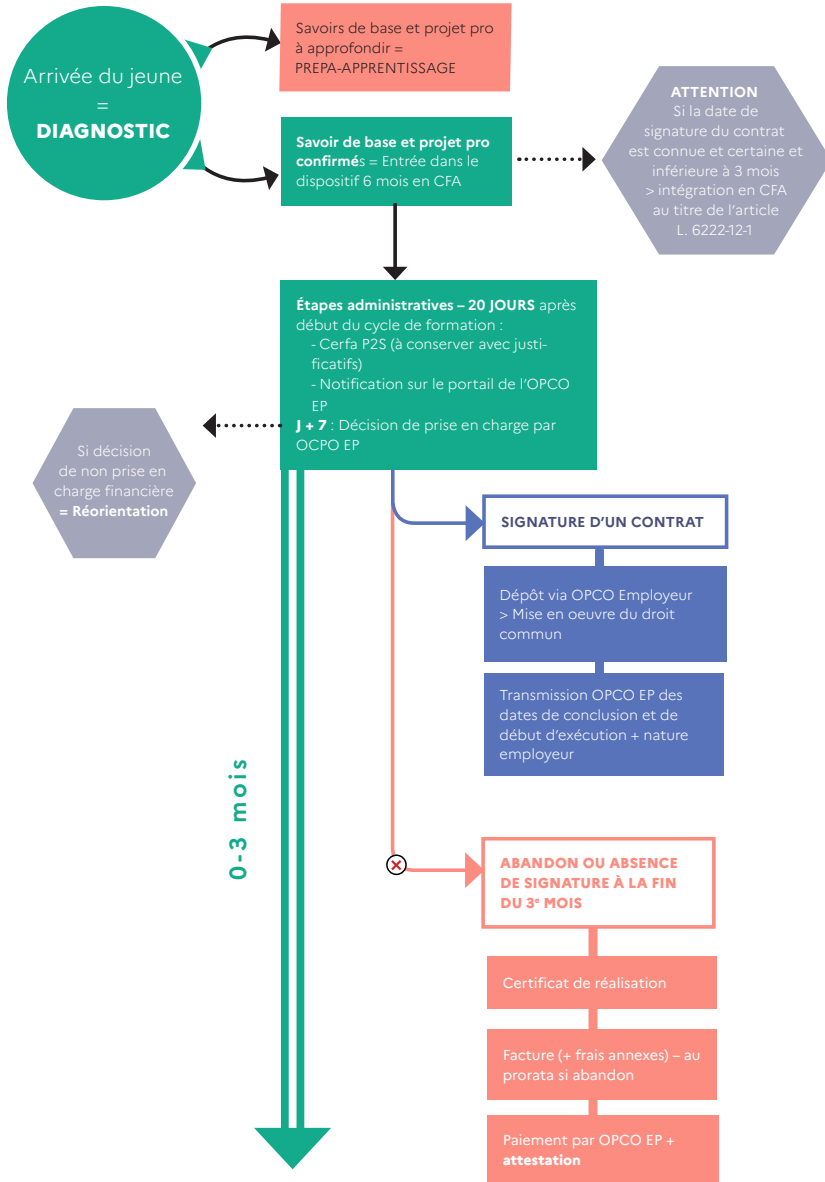 Arrivée du jeune
=
DIAGNOSTIC
Savoirs de base et projet pro
à approfondir =
PREPA-APPRENTISSAGE
Savoir de base et projet pro
confirmés = Entrée dans le
dispositif 6 mois en CFA
ATTENTION
Si la date de
signature du contrat
est connue et certaine et
inférieure à 3 mois
> intégration en CFA
au titre de l'article
L. 6222-12-1
Étapes administratives – 20 JOURS après
début du cycle de formation :
- Cerfa P2S (à conserver avec justi-
ficatifs)
- Notification sur le portail de l'OPCO
EP
J + 7 : Décision de prise en charge par
OCPO EP
Si décision
de non prise en
charge financière
= Réorientation
SIGNATURE D'UN CONTRAT
Dépôt via OPCO Employeur
> Mise en oeuvre du droit
commun
Transmission OPCO EP des
dates de conclusion et de
début d'exécution + nature
employeur
0-3 mois
ABANDON OU ABSENCE
DE SIGNATURE À LA FIN
DU 3e MOIS
Certificat de réalisation
Facture (+ frais annexes) – au
prorata si abandon
Paiement par OPCO EP +
attestation